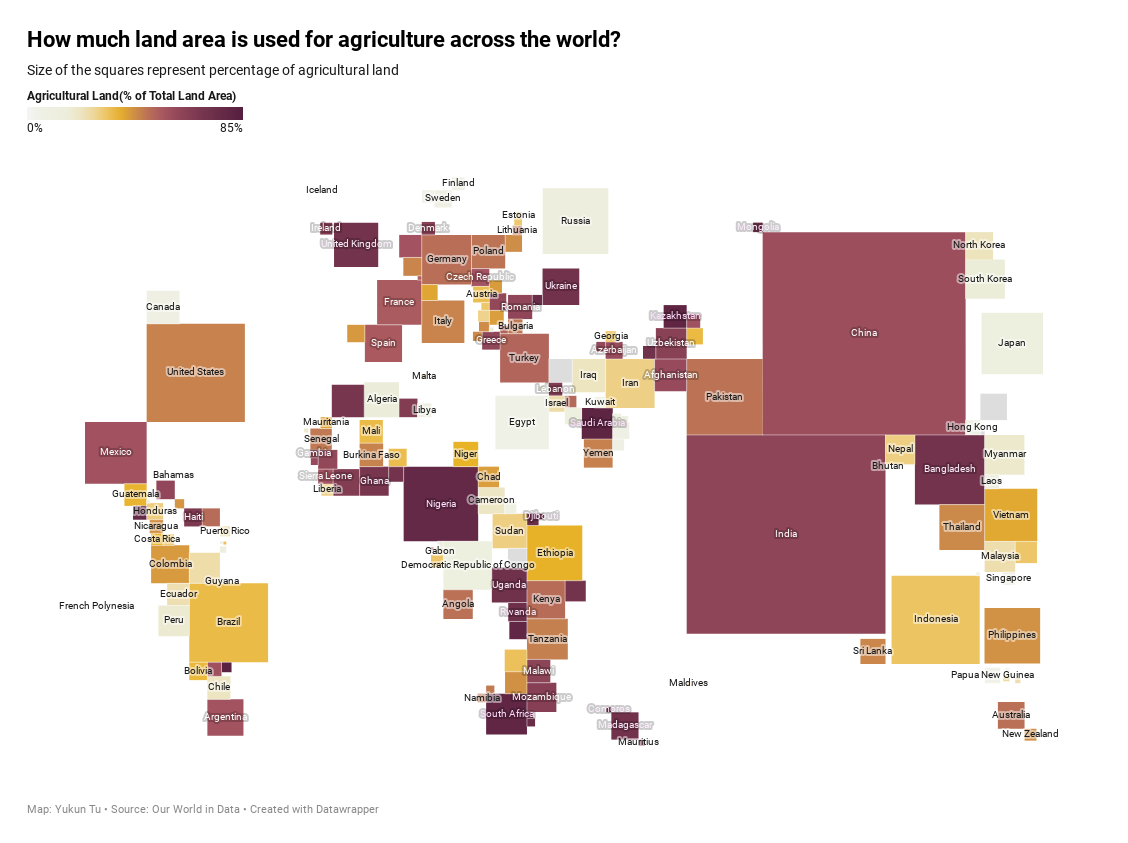 How much land area is used for agriculture across the world?
Size of the squares represent percentage of agricultural land
Agricultural Land(% of Total Land Area)
0% 85%
Iceland
Finland
Sweden
Estonia
Lithuania
Russia
Ireland
United Kingdom
Denmark
Germany
Poland
Czech Republic
Austria
Ukraine
France
Italy
Romania
Bulgaria
Greece
Spain
Turkey
Malta
Mongolia
North Korea
South Korea
China
Japan
Hong Kong
Kazakhstan
Georgia
Azerbaijan
Uzbekistan
Afghanistan
Pakistan
Iraq
Iran
Lebanon
Israel
Kuwait
Saudi Arabia
Yemen
Canada
United States
Mexico
Bahamas
Guatemala
Honduras
Haiti
Nicaragua
Puerto Rico
Costa Rica
Colombia
Guyana
Ecuador
French Polynesia
Peru
Brazil
Bolivia
Chile
Argentina
Algeria
Libya
Egypt
Mauritania
Mali
Senegal
Gambia
Burkina Faso
Niger
Sierra Leone
Liberia
Ghana
Chad
Nigeria
Cameroon
Djibouti
Sudan
Gabon
Ethiopia
Democratic Republic of Congo
Uganda
Kenya
Angola
Rwanda
Tanzania
Malawi
Namibia
Mozambique
South Africa
Comoros
Madagascar
Mauritius
Maldives
Nepal
Bhutan
Bangladesh
Myanmar
Laos
India
Thailand
Vietnam
Malaysia
Singapore
Indonesia
Philippines
Sri Lanka
Papua New Guinea
Australia
New Zealand
Map: Yukun Tu • Source: Our World in Data • Created with Datawrapper